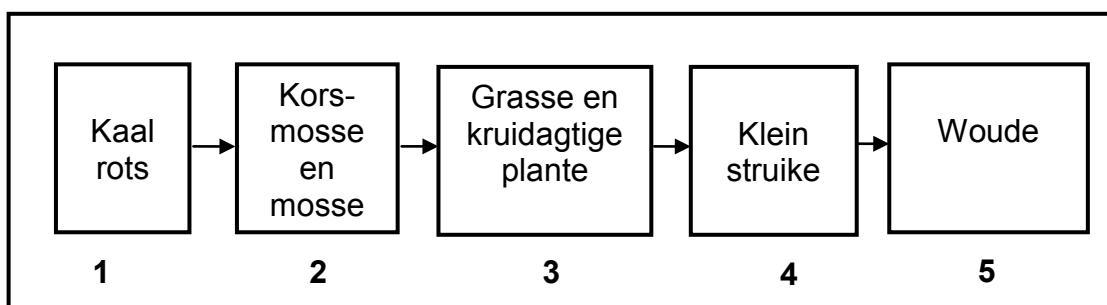 Kaal
rots
Kors-
mosse
en
mosse
Grasse en
kruidagtige
plante
Klein
struike
Woude
1
2
3
4
5